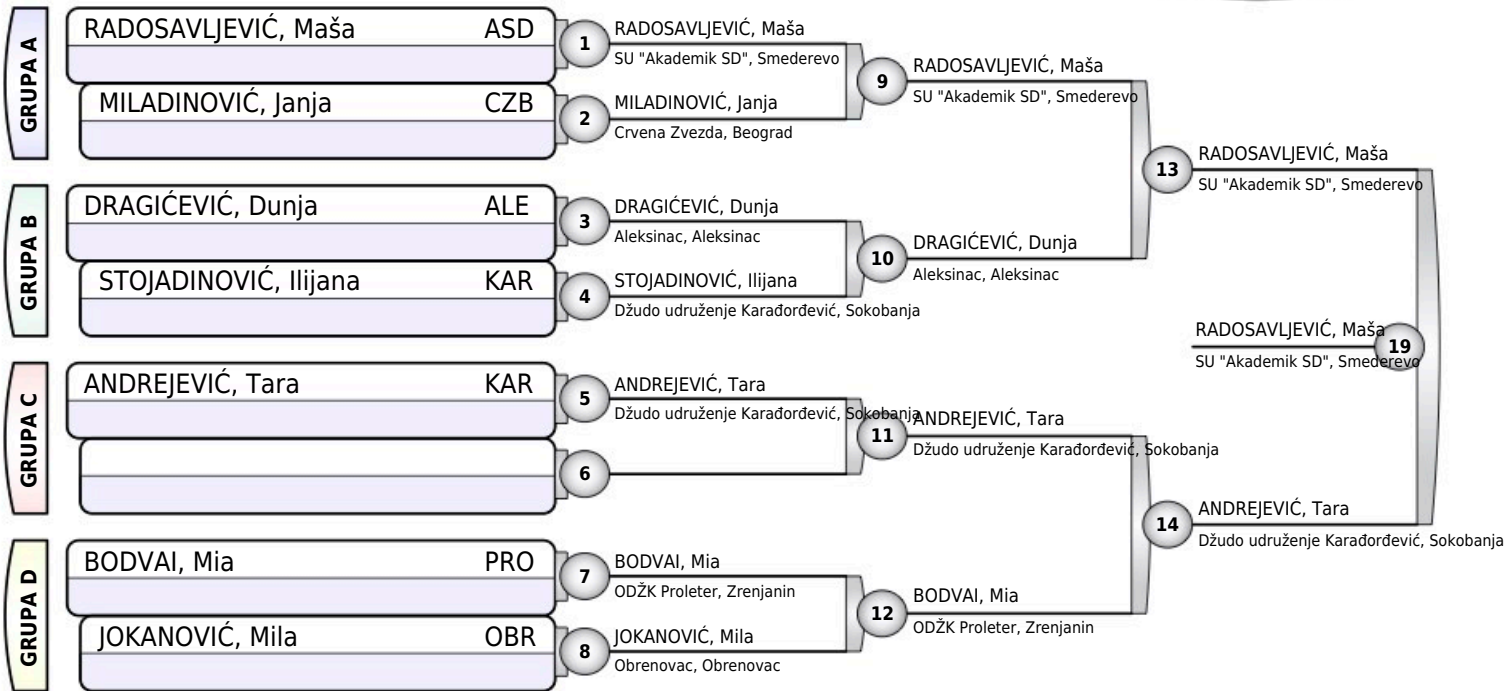 GRUPA A
RADOSAVLJEVIĆ, Maša ASD
MILADINOVIĆ, Janja CZB
1
RADOSAVLJEVIĆ, Maša
SU "Akademik SD", Smederevo
2
MILADINOVIĆ, Janja
Crvena Zvezda, Beograd
9
RADOSAVLJEVIĆ, Maša
SU "Akademik SD", Smederevo
GRUPA B
DRAGIĆEVIĆ, Dunja ALE
STOJADINOVIĆ, Ilijana KAR
3
DRAGIĆEVIĆ, Dunja
Aleksinac, Aleksinac
4
STOJADINOVIĆ, Ilijana
Džudo udruženje Karađorđević, Sokobanja
10
DRAGIĆEVIĆ, Dunja
Aleksinac, Aleksinac
13
RADOSAVLJEVIĆ, Maša
SU "Akademik SD", Smederevo
GRUPA C
ANDREJEVIĆ, Tara KAR
5
ANDREJEVIĆ, Tara
Džudo udruženje Karađorđević, Sokobanja
6
11
ANDREJEVIĆ, Tara
Džudo udruženje Karađorđević, Sokobanja
GRUPA D
BODVAI, Mia PRO
JOKANOVIĆ, Mila OBR
7
BODVAI, Mia
ODŽK Proleter, Zrenjanin
8
JOKANOVIĆ, Mila
Obrenovac, Obrenovac
12
BODVAI, Mia
ODŽK Proleter, Zrenjanin
14
ANDREJEVIĆ, Tara
Džudo udruženje Karađorđević, Sokobanja
RADOSAVLJEVIĆ, Maša
SU "Akademik SD", Smederevo
19